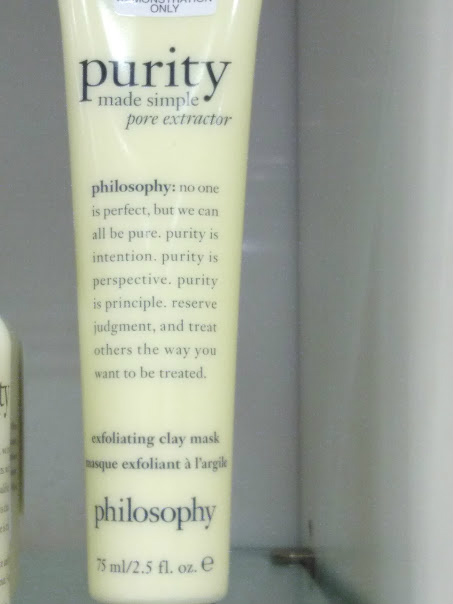 ONLY
purity
made simple
pore extractor
philosophy: no one
is perfect, but we can
all be pure. purity is
intention. purity is
perspective. purity
is principle. reserve
judgment, and treat
others the way you
want to be treated.
exfoliating clay mask
masque exfoliant à l'argile
philosophy
75 ml/2.5 fl. oz. e